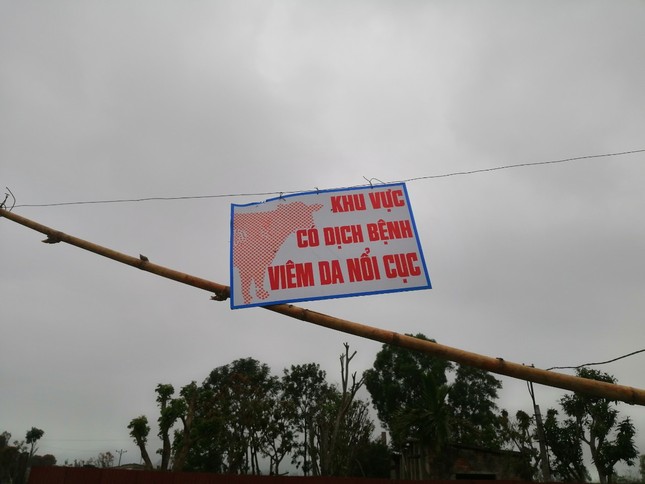 KHU VỰC
CÓ DỊCH BỆNH
VIÊM DA NỔI CỤC